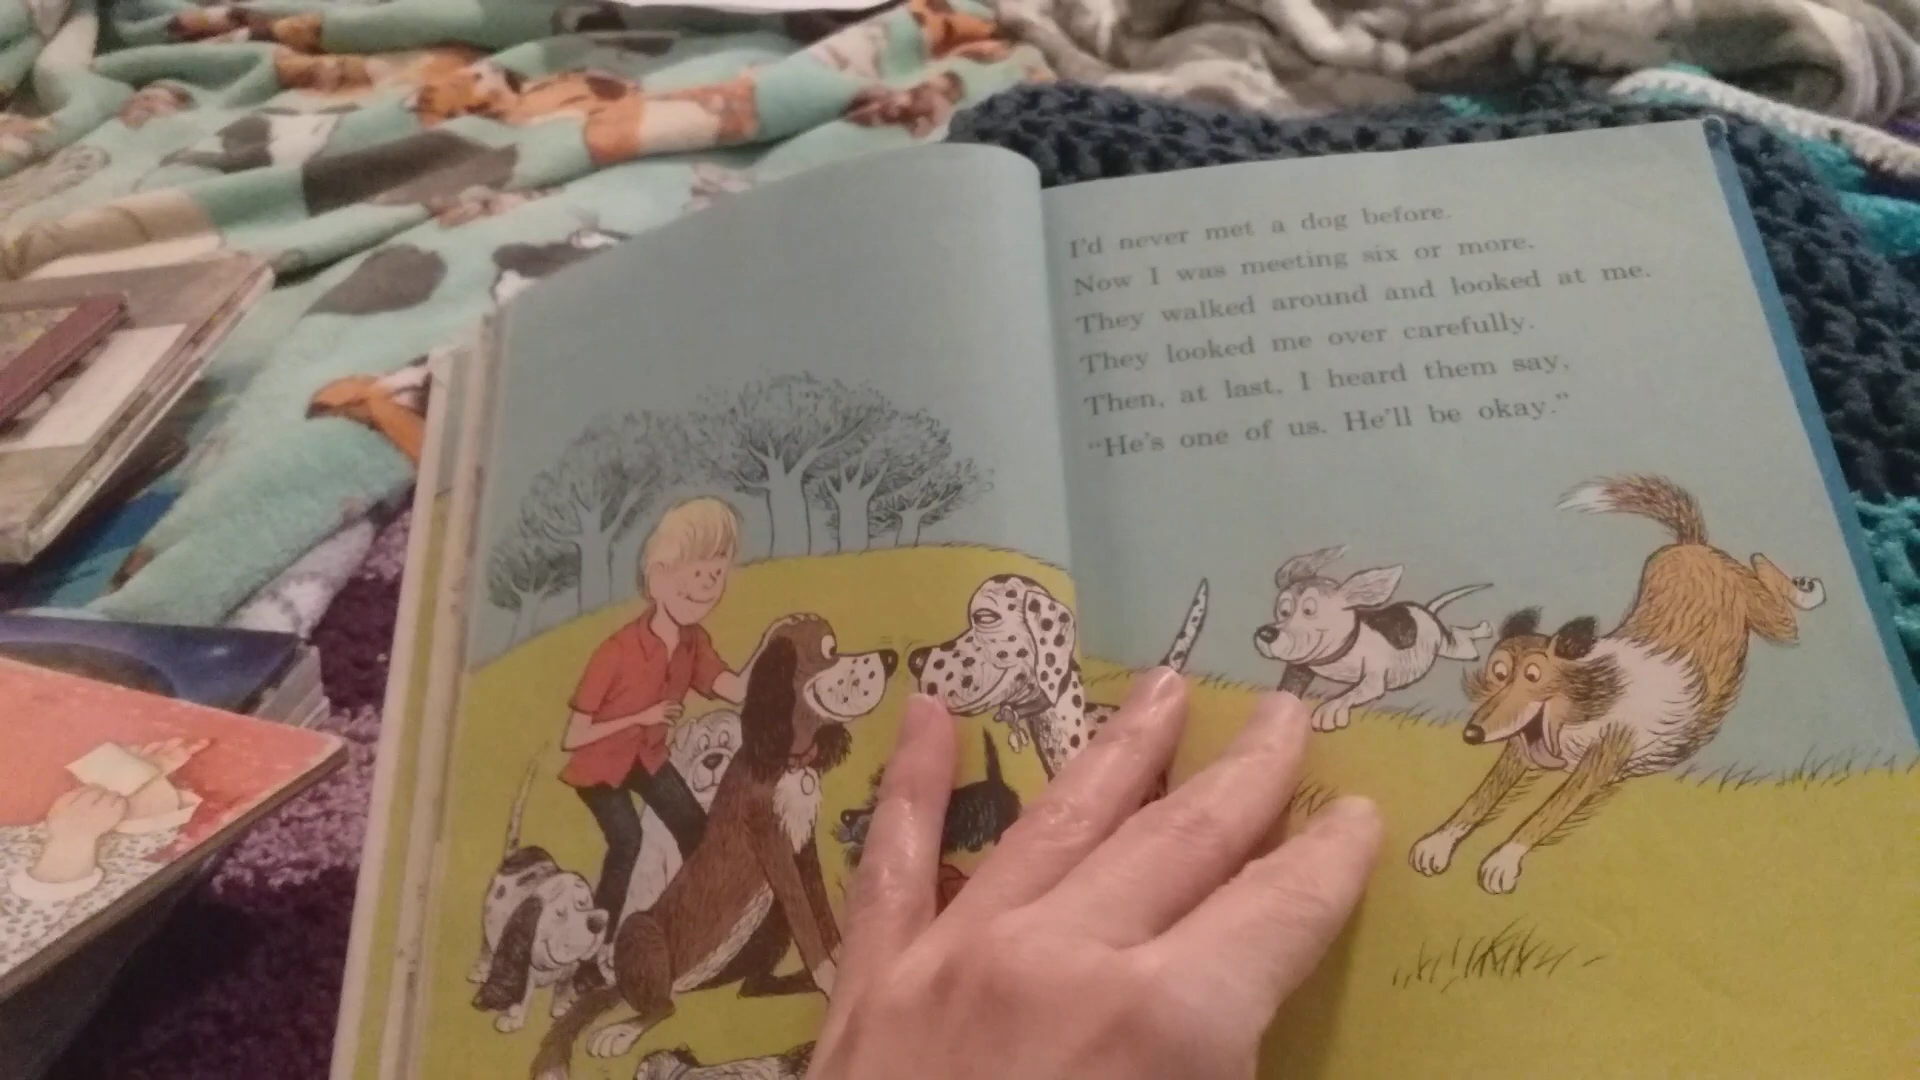 I'd never met a dog before.
Now I was meeting six or more.
They walked around and looked at me.
They looked me over carefully.
Then, at last, I heard them say,
"He's one of us. He'll be okay."